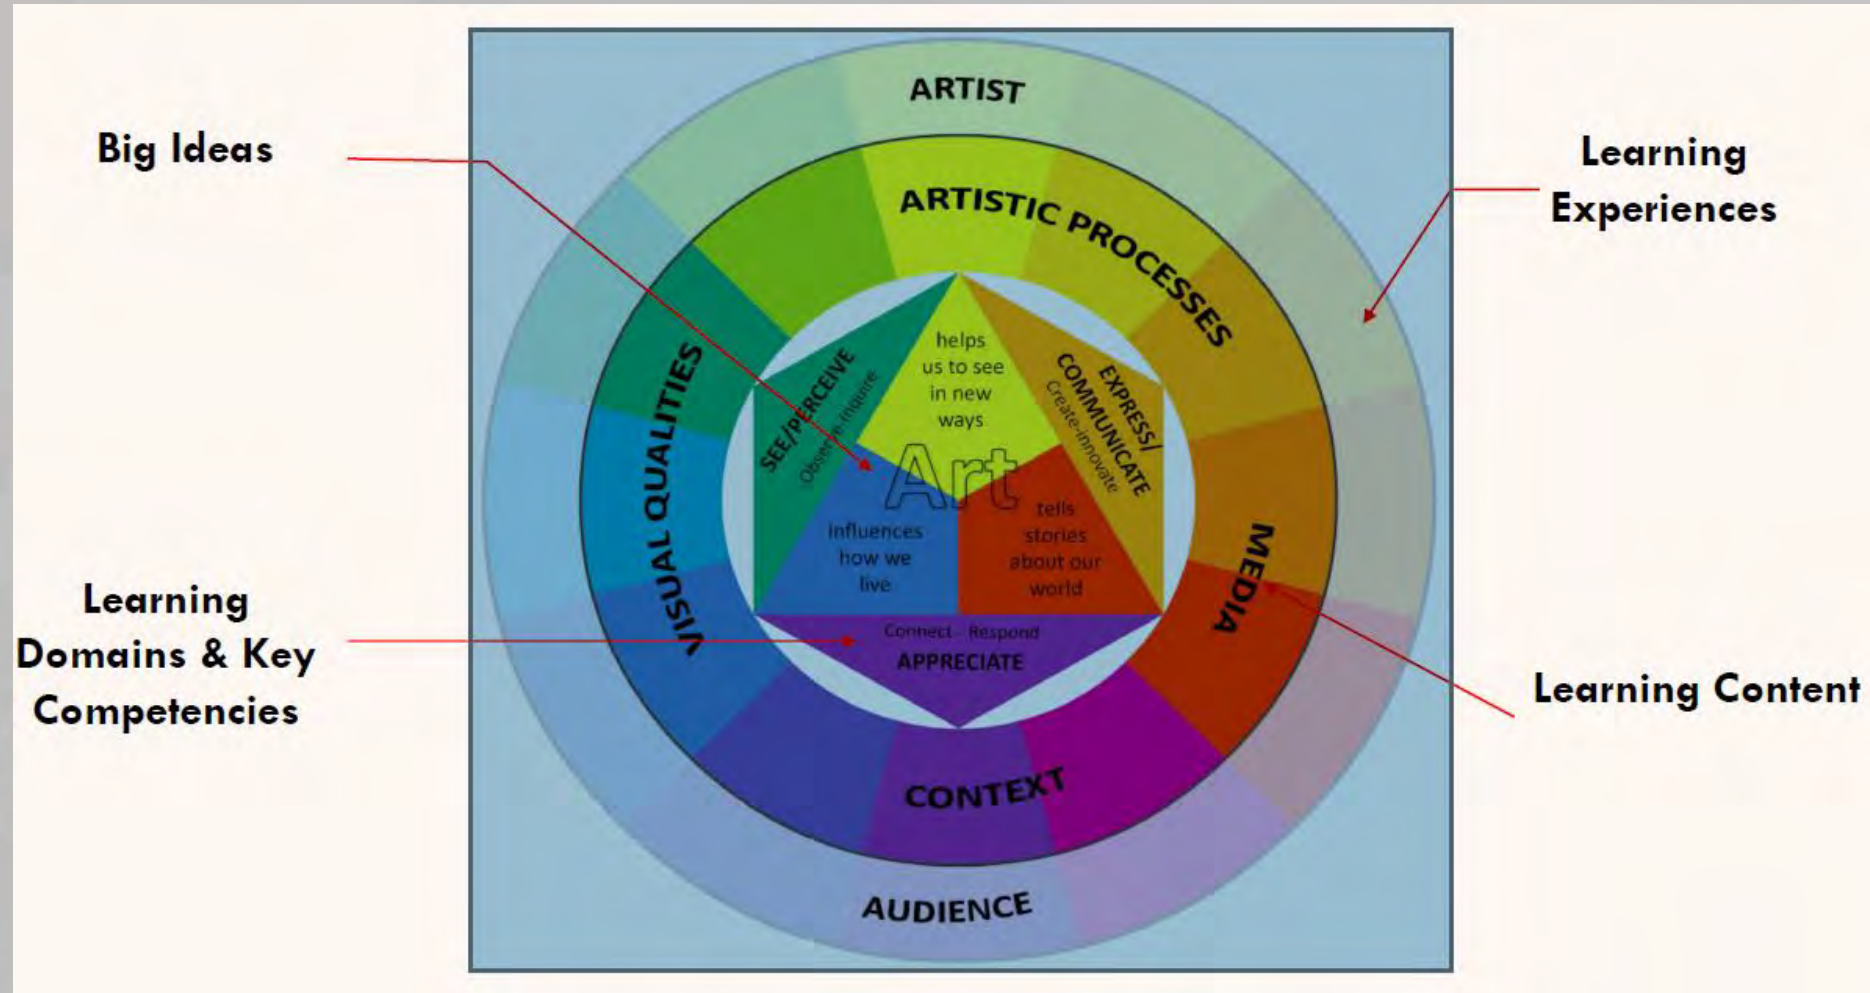 ARTIST
Big Ideas
Learning
Experiences
ARTISTIC PROCESSES
helps
us to see
in new
ways
SEE/PERCEIVE
Observe-inquire
EXPRESS/
COMMUNICATE
Create-innovate
VISUAL QUALITIES
Art
influences
how we
live
tells
stories
about our
world
MEDIA
Learning
Domains & Key
Competencies
Connect - Respond
APPRECIATE
Learning Content
CONTEXT
AUDIENCE